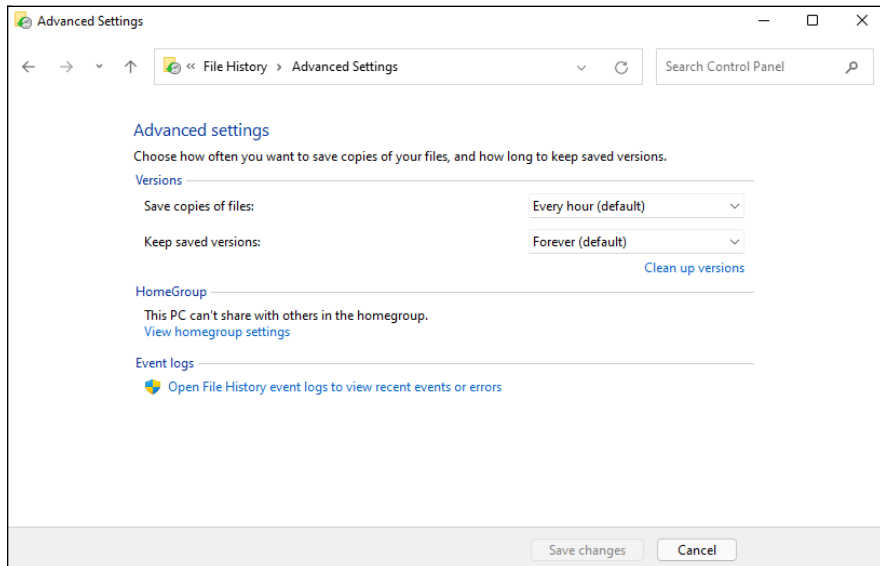 Advanced Settings
« File History > Advanced Settings
Search Control Panel
Advanced settings
Choose how often you want to save copies of your files, and how long to keep saved versions.
Versions
Save copies of files:
Every hour (default)
Keep saved versions:
Forever (default)
Clean up versions
HomeGroup
This PC can't share with others in the homegroup.
View homegroup settings
Event logs
Open File History event logs to view recent events or errors
Save changes
Cancel